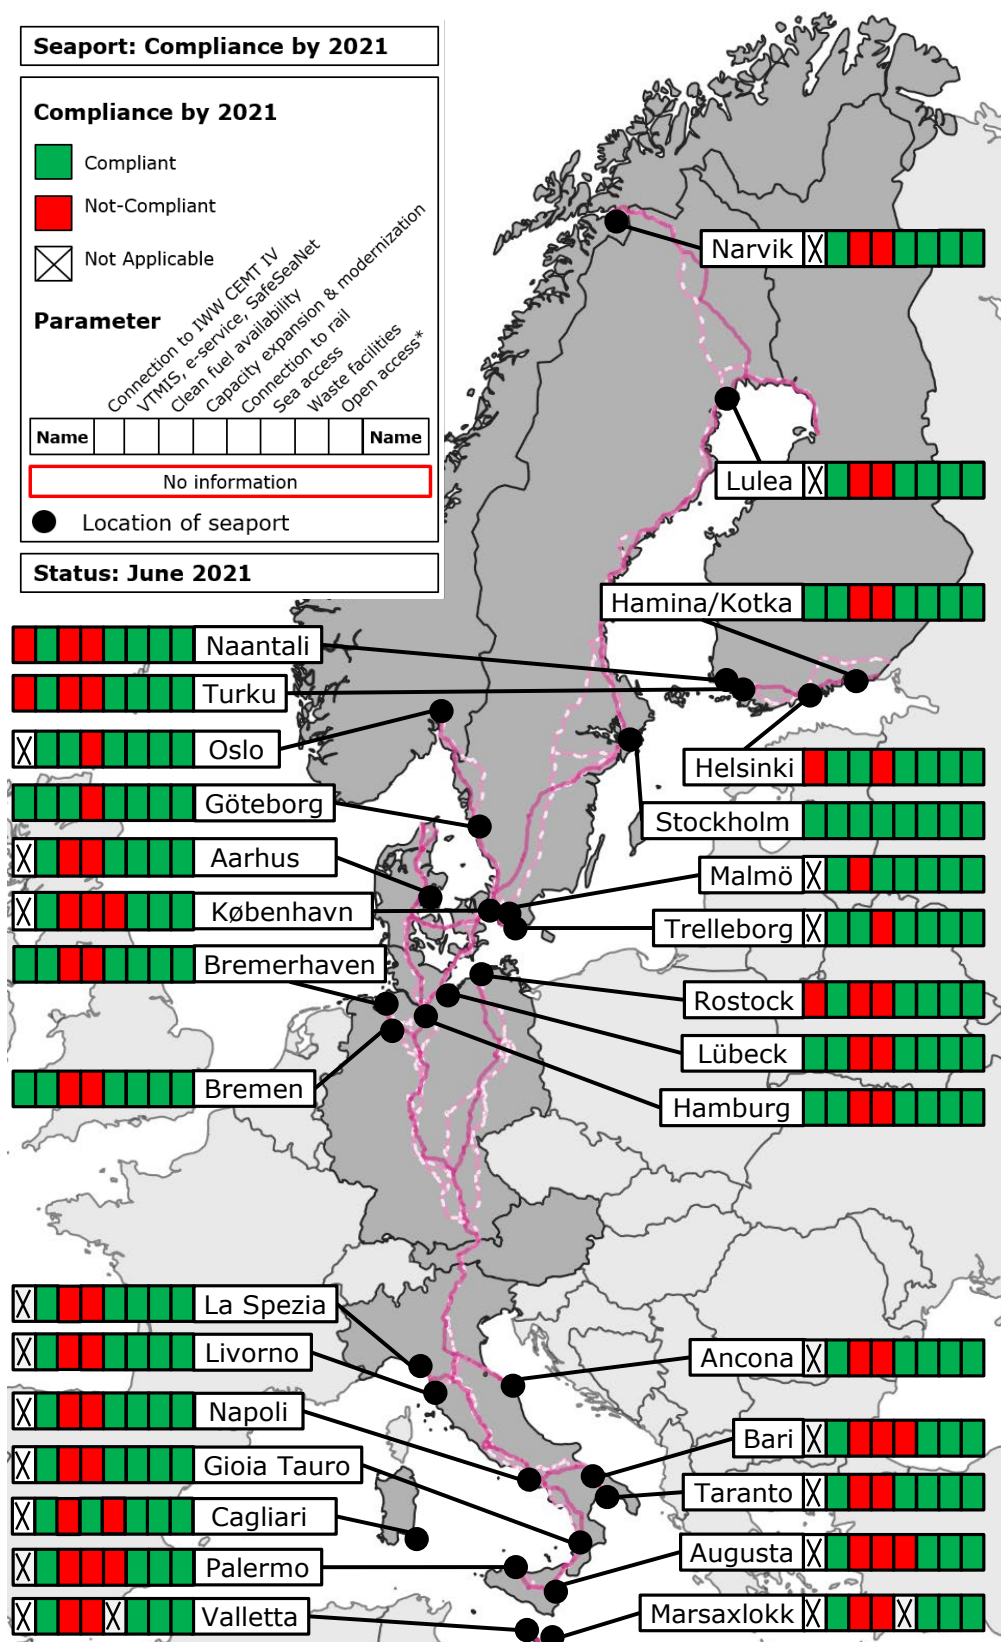 Seaport: Compliance by 2021
Compliance by 2021
Compliant
Not-Compliant
Not Applicable
Parameter
Connection to IWW CEMT IV
VTMIS, e-service, SafeSeaNet
Clean fuel availability
Capacity expansion & modernization
Connection to rail
Sea access
Waste facilities
Open access*
Name Name
No information
Location of seaport
Status: June 2021
Narvik
Lulea
Hamina/Kotka
Naantali
Turku
Oslo
Helsinki
Göteborg
Stockholm
Aarhus
Malmö
København
Trelleborg
Bremerhaven
Rostock
Lübeck
Bremen
Hamburg
La Spezia
Livorno
Ancona
Napoli
Bari
Gioia Tauro
Taranto
Cagliari
Augusta
Palermo
Valletta
Marsaxlokk